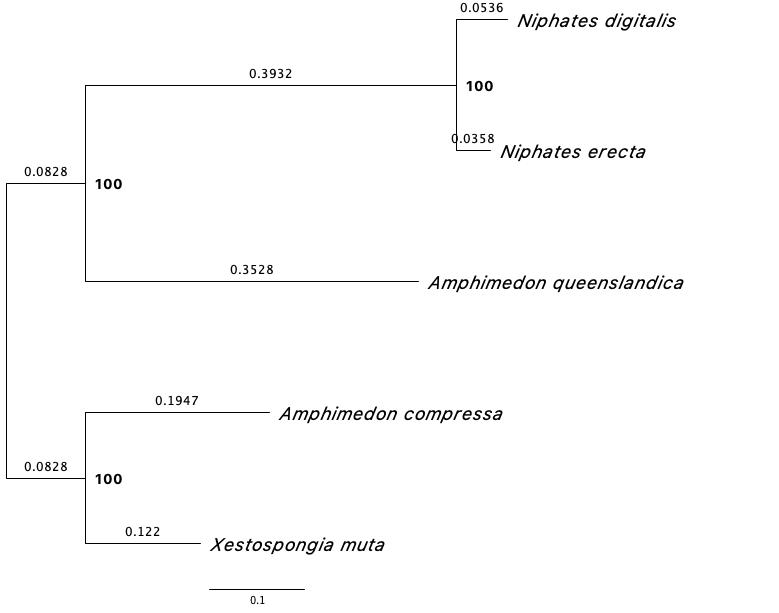 0.0536
Niphates digitalis
0.3932
100
0.0358
Niphates erecta
0.0828
100
0.3528
Amphimedon queenslandica
0.1947
Amphimedon compressa
0.0828
100
0.122
Xestospongia muta
0.1